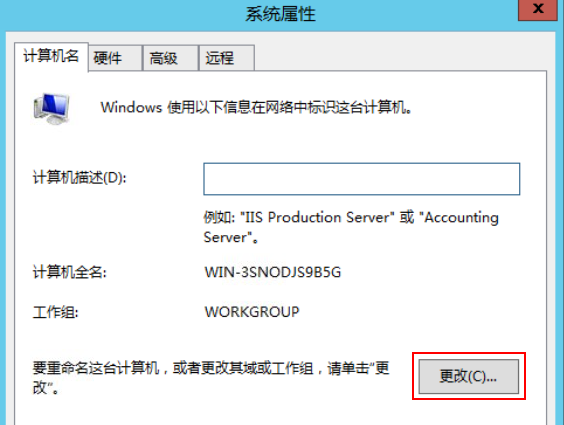 系统属性
x
计算机名 硬件 高级 远程
Windows 使用以下信息在网络中标识这台计算机。
计算机描述(D):
例如: "IIS Production Server" 或 "Accounting
Server"。
计算机全名: WIN-3SNODJS9B5G
工作组: WORKGROUP
要重命名这台计算机，或者更改其域或工作组，请单击"更
改"。
更改(C)...